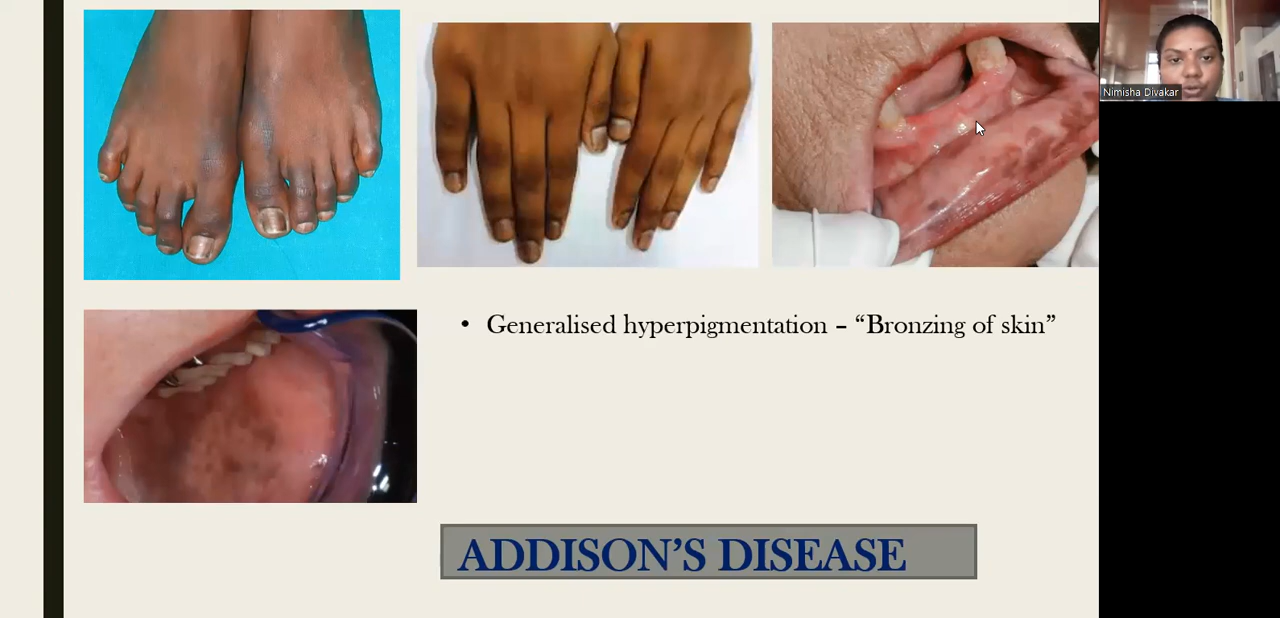 Nimisha Divakar
• Generalised hyperpigmentation – “Bronzing of skin”
ADDISON’S DISEASE